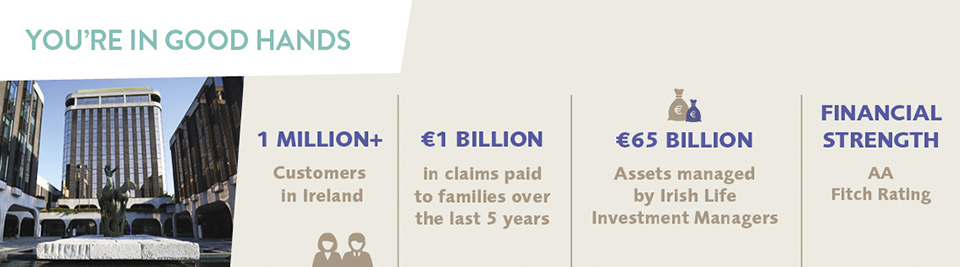 YOU'RE IN GOOD HANDS
1 MILLION+
Customers
in Ireland
€1 BILLION
in claims paid
to families over
the last 5 years
€ €
€65 BILLION
Assets managed
by Irish Life
Investment Managers
FINANCIAL
STRENGTH
AA
Fitch Rating